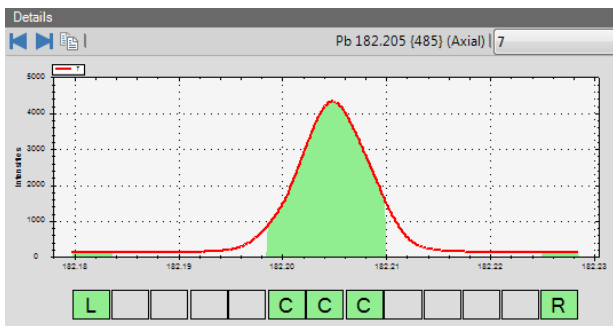 Details
Pb 182.205 {485} (Axial) 7
7
5000
4000
3000
2000
1000
0
Intensities
182.18 182.19 182.20 182.21 182.22 182.23
L C C C R